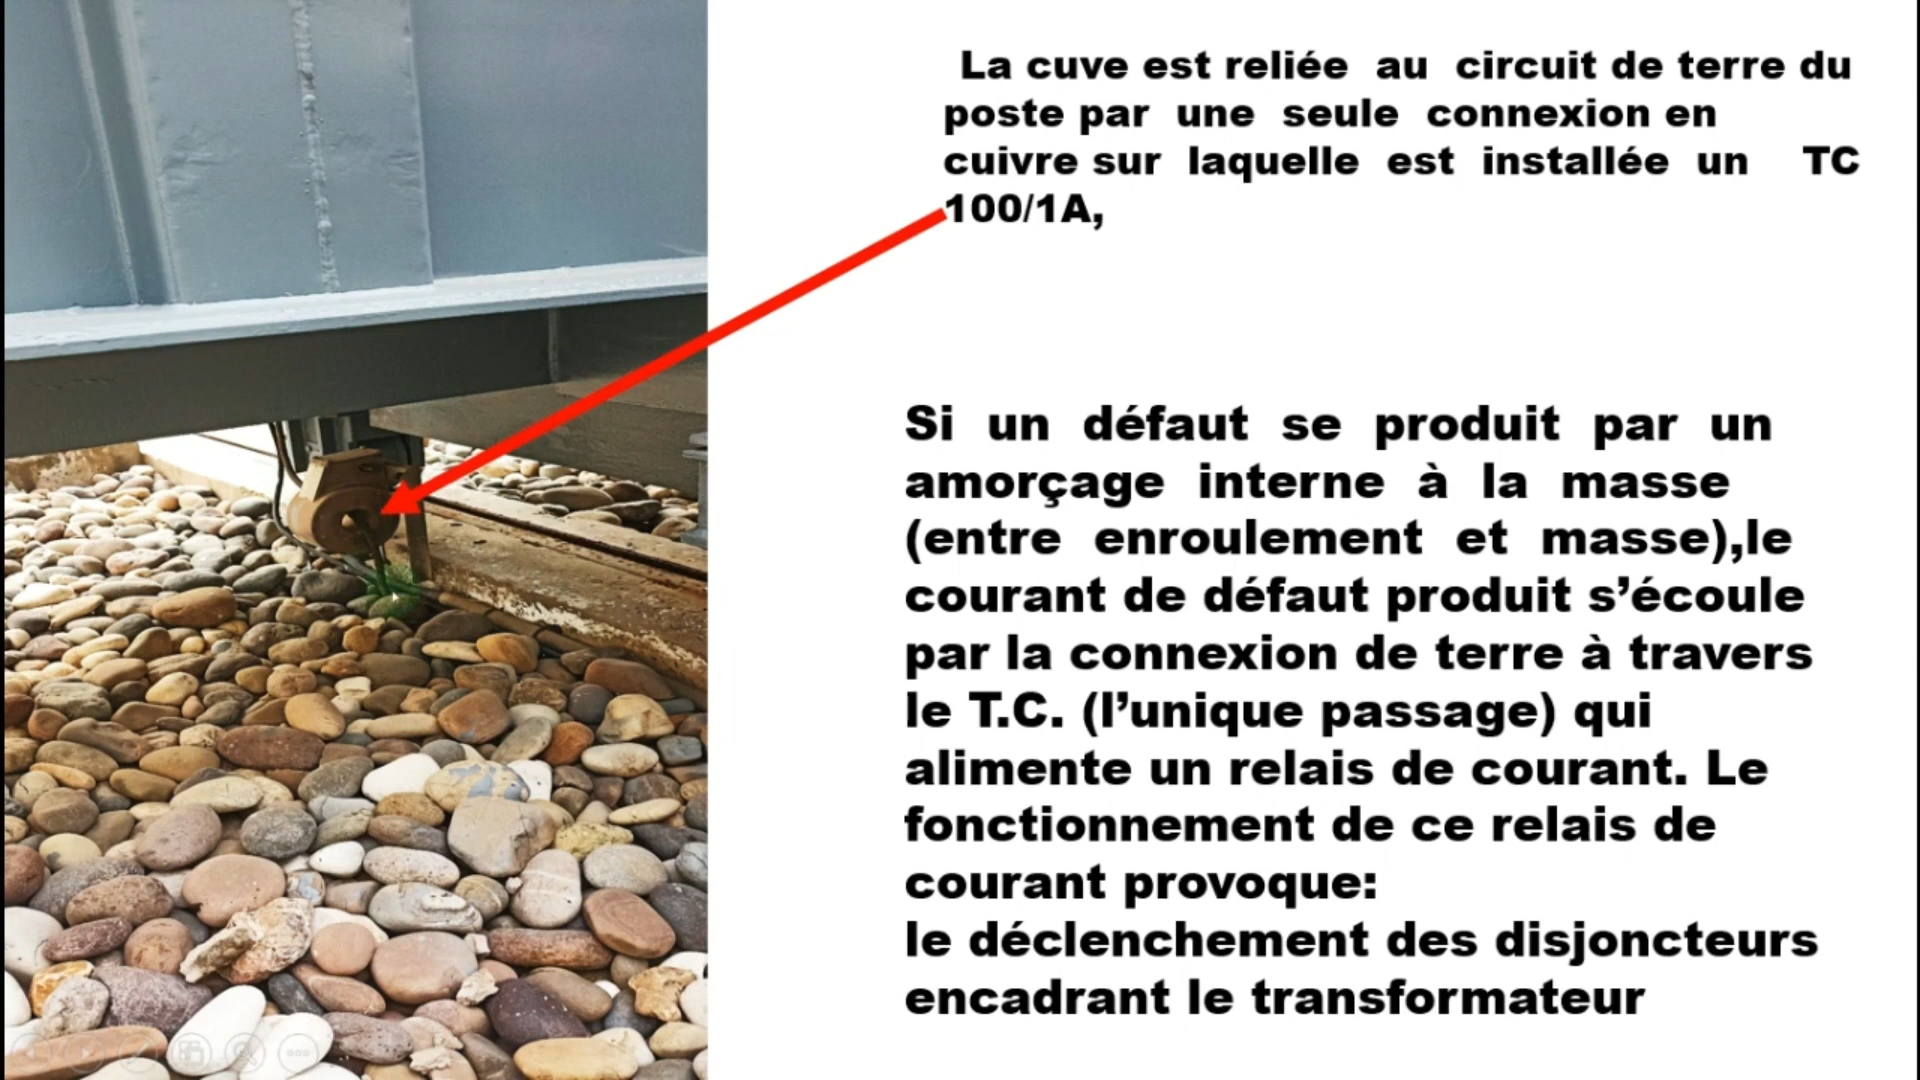 La cuve est reliée au circuit de terre du
poste par une seule connexion en
cuivre sur laquelle est installée un TC
100/1A,
Si un défaut se produit par un
amorçage interne à la masse
(entre enroulement et masse),le
courant de défaut produit s’écoule
par la connexion de terre à travers
le T.C. (l’unique passage) qui
alimente un relais de courant. Le
fonctionnement de ce relais de
courant provoque:
le déclenchement des disjoncteurs
encadrant le transformateur